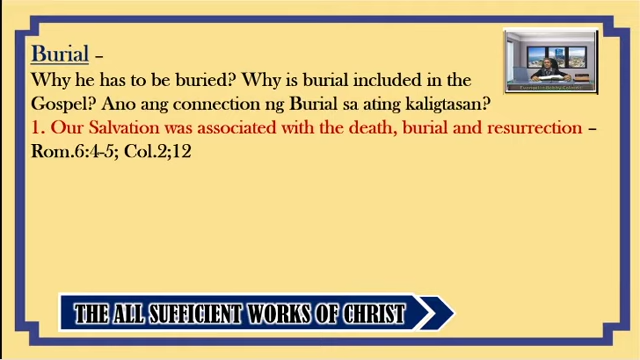 Burial –
Why he has to be buried? Why is burial included in the
Gospel? Ano ang connection ng Burial sa ating kaligtasan?
1. Our Salvation was associated with the death, burial and resurrection –
Rom.6:4-5; Col.2;12
THE ALL SUFFICIENT WORKS OF CHRIST